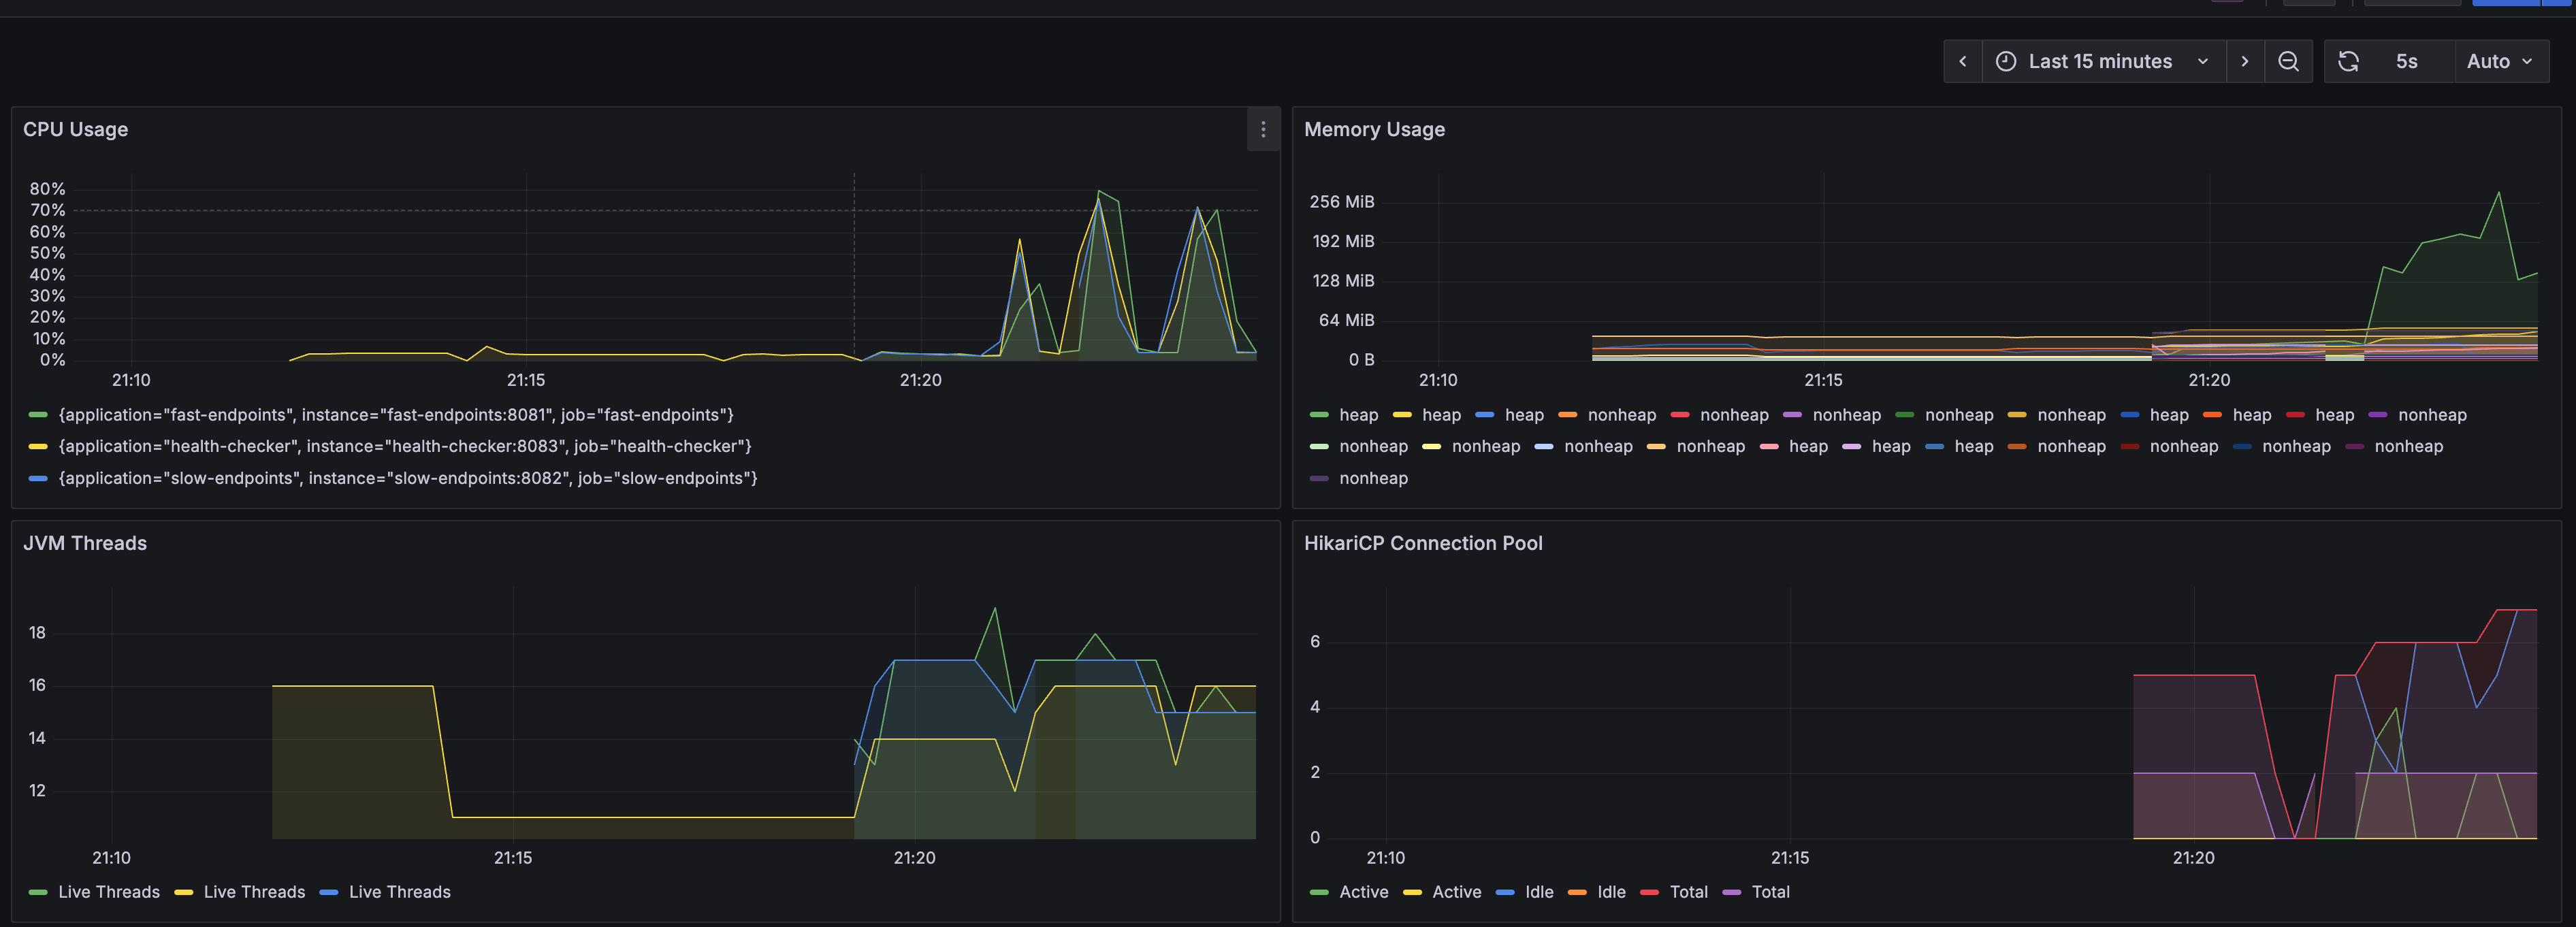 Last 15 minutes 5s Auto
CPU Usage
80%
70%
60%
50%
40%
30%
20%
10%
0%
21:10 21:15 21:20
{application="fast-endpoints", instance="fast-endpoints:8081", job="fast-endpoints"}
{application="health-checker", instance="health-checker:8083", job="health-checker"}
{application="slow-endpoints", instance="slow-endpoints:8082", job="slow-endpoints"}
Memory Usage
256 MiB
192 MiB
128 MiB
64 MiB
0 B
21:10 21:15 21:20
heap heap heap nonheap nonheap nonheap nonheap nonheap heap heap heap nonheap
nonheap nonheap nonheap nonheap heap heap heap nonheap nonheap nonheap nonheap
nonheap
JVM Threads
18
16
14
12
21:10 21:15 21:20
Live Threads Live Threads Live Threads
HikariCP Connection Pool
6
4
2
0
21:10 21:15 21:20
Active Active Idle Idle Total Total